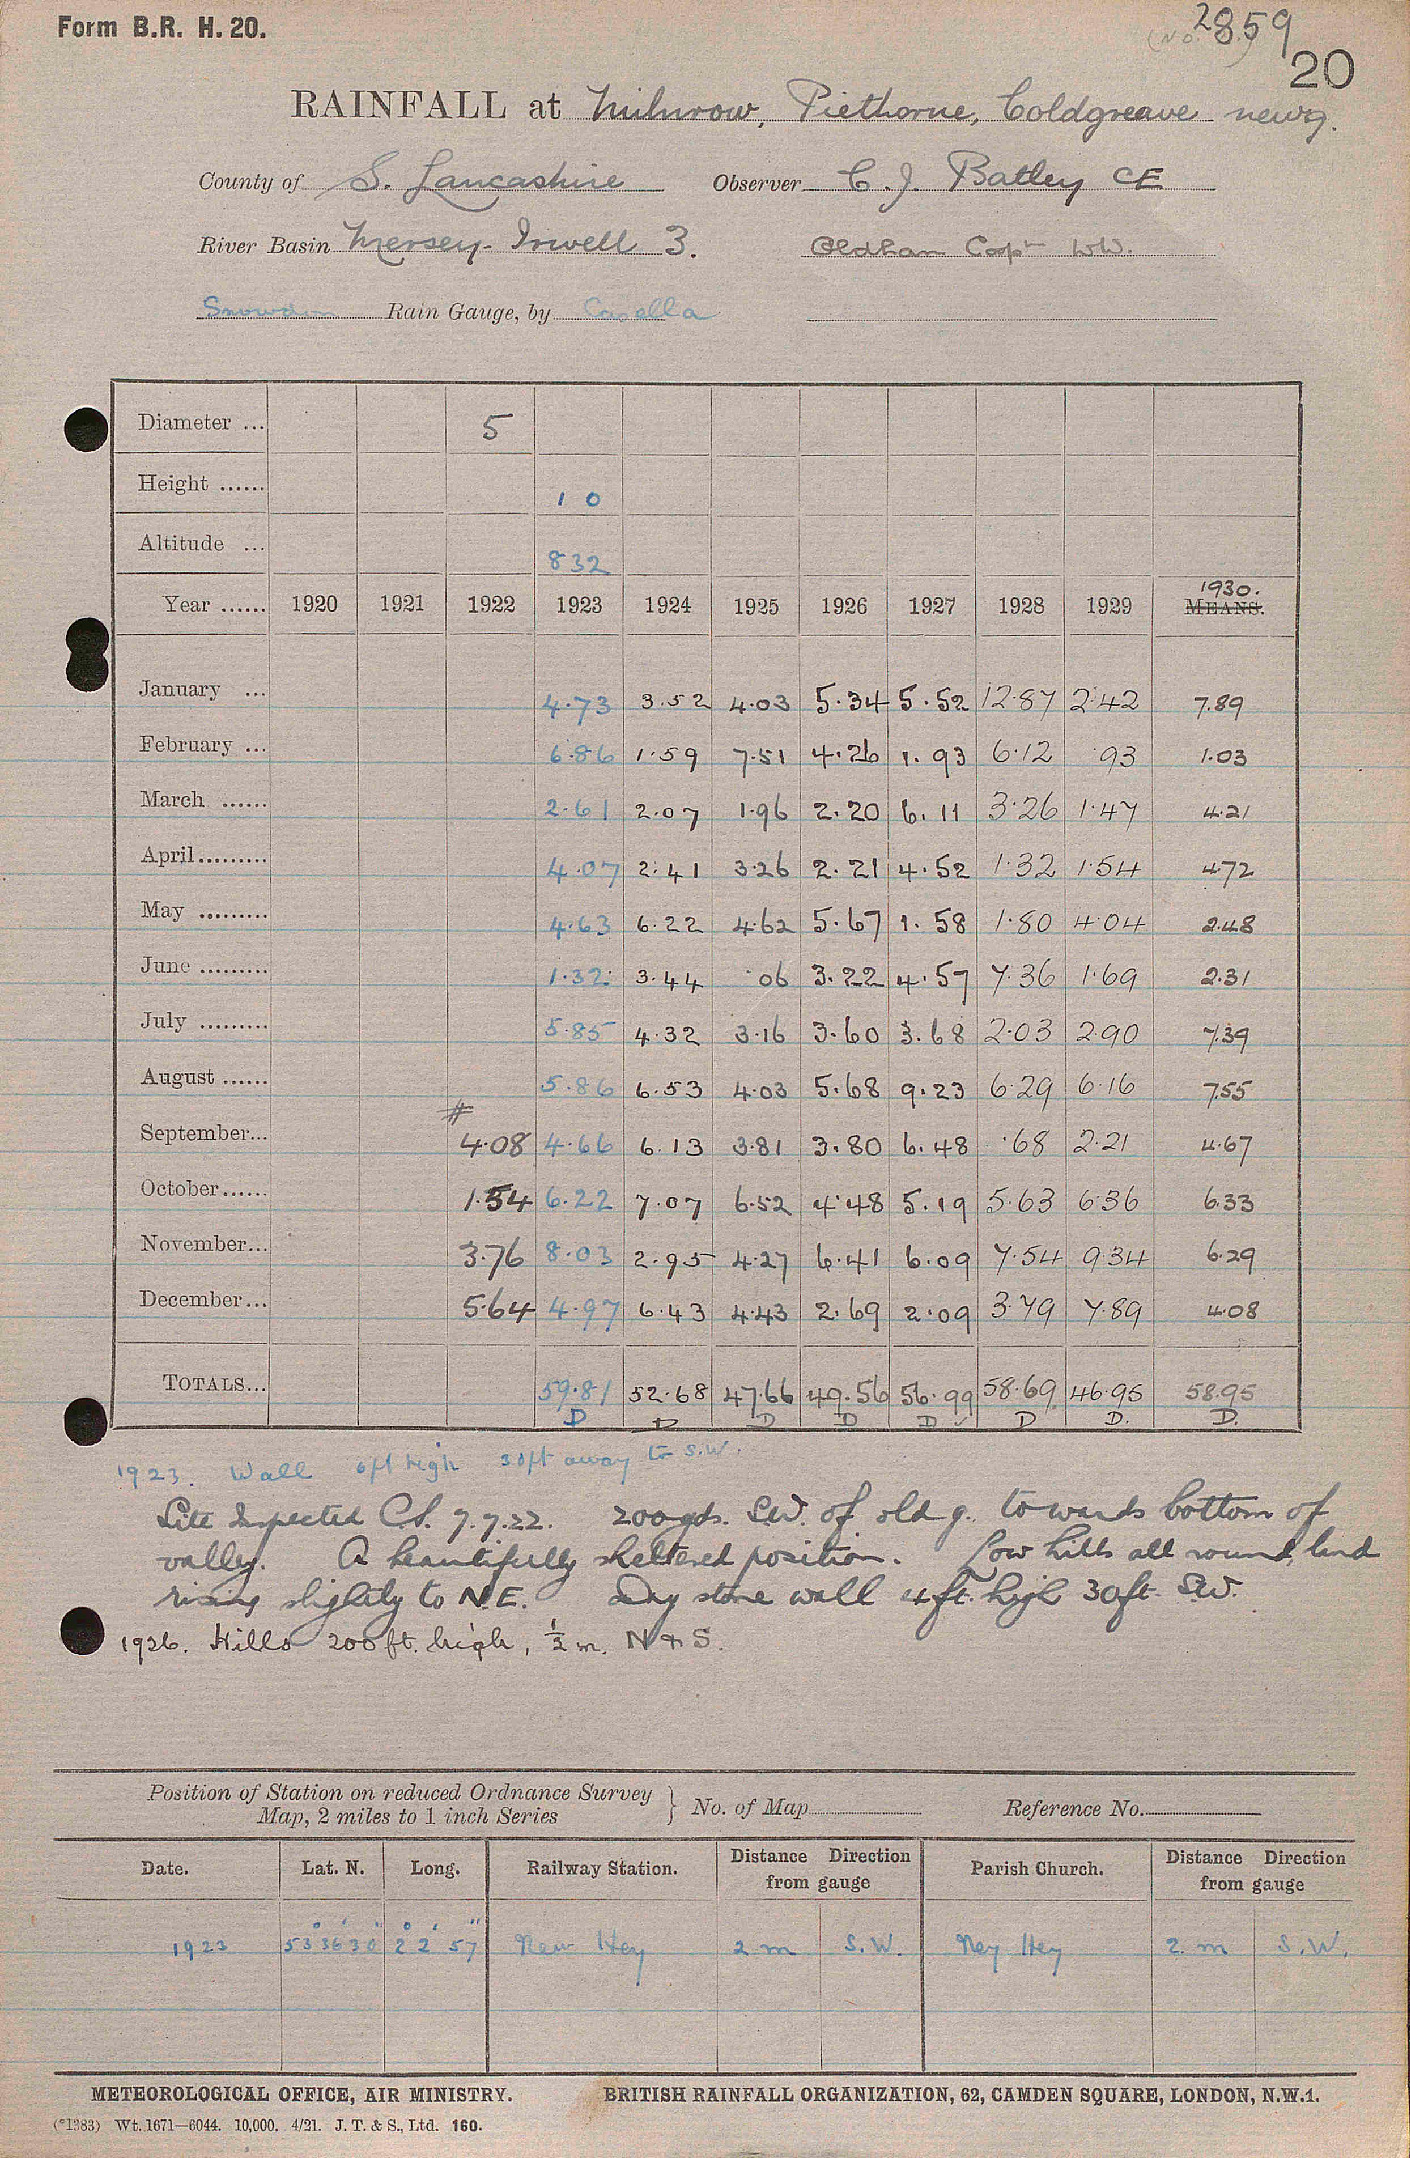 Form B.R. H. 20.
(No. 2859)
20
RAINFALL at Milnrow, Piethorne, Coldgreave new g.
County of S. Lancashire Observer C. J. Batley CE
River Basin Mersey-Irwell 3. Oldham Copn WW.
Snowdon Rain Gauge, by Casella
Diameter ... 5
Height ...... 1 0
Altitude ... 832
1930.
Year ...... 1920 1921 1922 1923 1924 1925 1926 1927 1928 1929 MEANS.
January ... 4.73 3.52 4.03 5.34 5.52 12.87 2.42 7.89
February ... 6.86 1.59 7.51 4.26 1.93 6.12 .93 1.03
March ...... 2.61 2.07 1.96 2.20 6.11 3.26 1.47 4.21
April......... 4.07 2.41 3.26 2.21 4.52 1.32 1.54 4.72
May ......... 4.63 6.22 4.62 5.67 1.58 1.80 4.04 2.48
June ......... 1.32 3.44 .06 3.22 4.57 7.36 1.69 2.31
July ......... 5.85 4.32 3.16 3.60 3.68 2.03 2.90 7.39
August ...... 5.86 6.53 4.03 5.68 9.23 6.29 6.16 7.55
#
September... 4.08 4.66 6.13 3.81 3.80 6.48 .68 2.21 4.67
October...... 1.54 6.22 7.07 6.52 4.48 5.19 5.63 6.36 6.33
November... 3.76 8.03 2.95 4.27 6.41 6.09 7.54 9.34 6.29
December... 5.64 4.97 6.43 4.43 2.69 2.09 3.79 7.89 4.08
TOTALS... 59.81 52.68 47.66 49.56 56.99 58.69 46.95 58.95
D D D D D ✓ D D. D.
1923. Wall 6ft high 30ft away to S.W.
Site Inspected C.S. 7.7.22. 200yds. S.W. of old g. towards bottom of
valley. A beautifully sheltered position. Low hills all round, land
rising slightly to N.E. Dry stone wall 4ft. high 30ft. S.W.
1926. Hills 200ft. high, ½ m. N & S.
Position of Station on reduced Ordnance Survey
Map, 2 miles to 1 inch Series } No. of Map Reference No.
Date. Lat. N. Long. Railway Station. Distance from gauge Direction Parish Church. Distance from gauge Direction
1923 53° 36' 30" 2° 2' 57" New Hey 2 m S.W. Ney Hey 2 m S.W.
METEOROLOGICAL OFFICE, AIR MINISTRY. BRITISH RAINFALL ORGANIZATION, 62, CAMDEN SQUARE, LONDON, N.W.1.
(*1383) Wt. 1671—6044. 10,000. 4/21. J. T. & S., Ltd. 160.